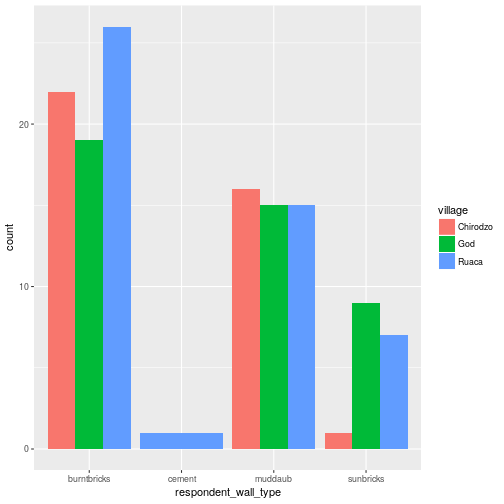 20
10
0
count
burntbricks cement muddaub sunbricks
respondent_wall_type
village
Chirodzo
God
Ruaca